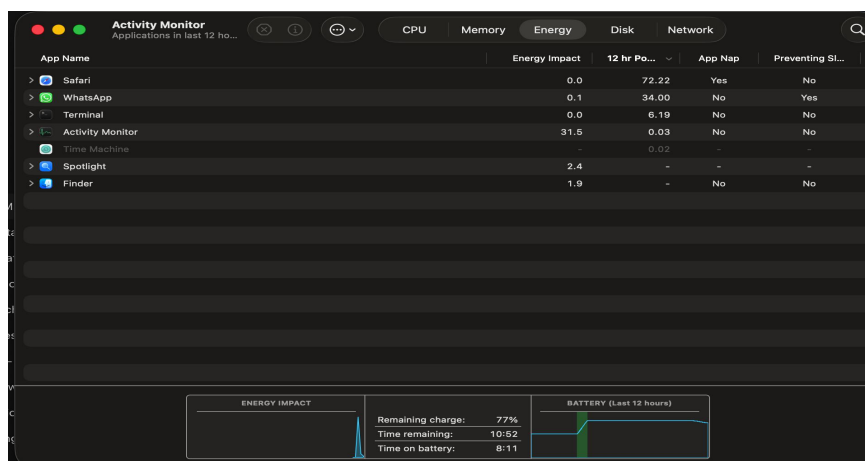 Activity Monitor
Applications in last 12 ho...
CPU Memory Energy Disk Network
App Name Energy Impact 12 hr Po... App Nap Preventing Sl...
Safari 0.0 72.22 Yes No
WhatsApp 0.1 34.00 No Yes
Terminal 0.0 6.19 No No
Activity Monitor 31.5 0.03 No No
Time Machine - 0.02 - -
Spotlight 2.4 - - -
Finder 1.9 - No No
ENERGY IMPACT
Remaining charge: 77%
Time remaining: 10:52
Time on battery: 8:11
BATTERY (Last 12 hours)